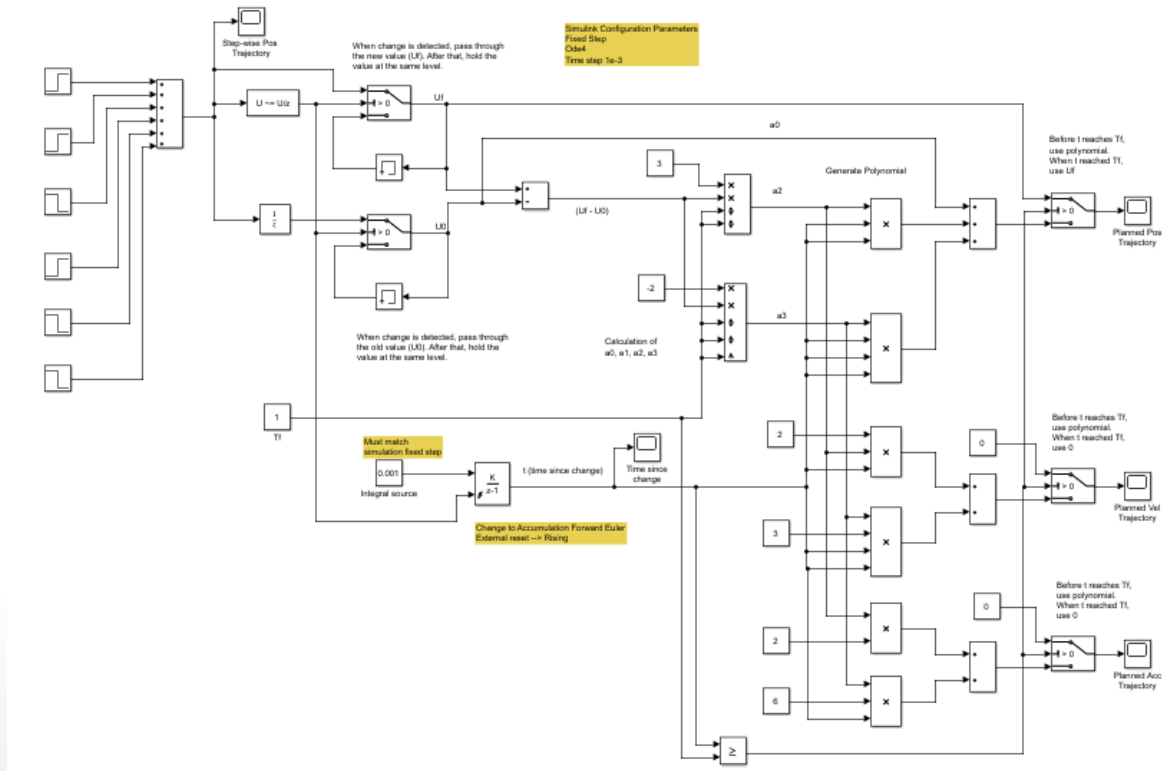 Simulink Configuration Parameters
Fixed Step
Ode4
Time step 1e-3
Step-wise Pos
Trajectory
When change is detected, pass through
the new value (Uf). After that, hold the
value at the same level.
U ~= U/z
> 0
Uf
a0
3
a2
Generate Polynomial
Before t reaches Tf,
use polynomial.
When t reached Tf,
use Uf
> 0
Planned Pos
Trajectory
1
z
> 0
U0
(Uf - U0)
-2
a3
When change is detected, pass through
the old value (U0). After that, hold the
value at the same level.
Calculation of
a0, a1, a2, a3
1
Tf
Must match
simulation fixed step
0.001
Integral source
K
z-1
t (time since change)
Time since
change
Change to Accumulation Forward Euler
External reset --> Rising
2
3
0
Before t reaches Tf,
use polynomial.
When t reached Tf,
use 0
> 0
Planned Vel
Trajectory
2
6
0
Before t reaches Tf,
use polynomial.
When t reached Tf,
use 0
> 0
Planned Acc
Trajectory
≥